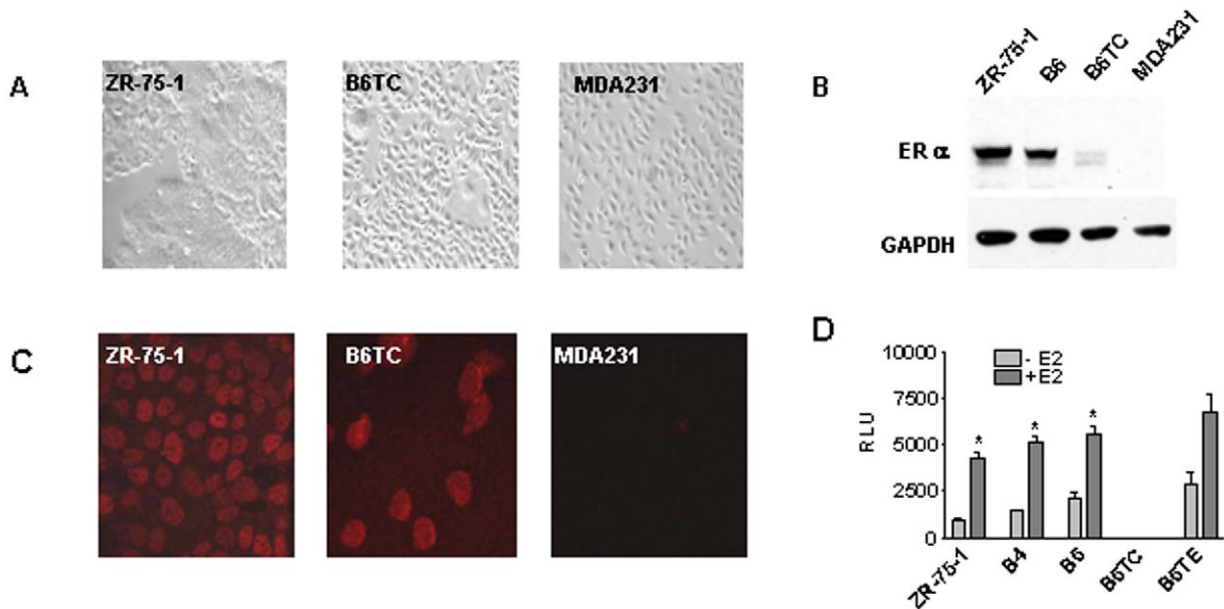 A
ZR-75-1
B6TC
MDA231
B
ZR-75-1
B6
B6TC
MDA231
ER α
GAPDH
C
ZR-75-1
B6TC
MDA231
D
- E2
+E2
10000
7500
5000
2500
0
RLU
*
*
*
ZR-75-1
B4
B6
B6TC
B6TE